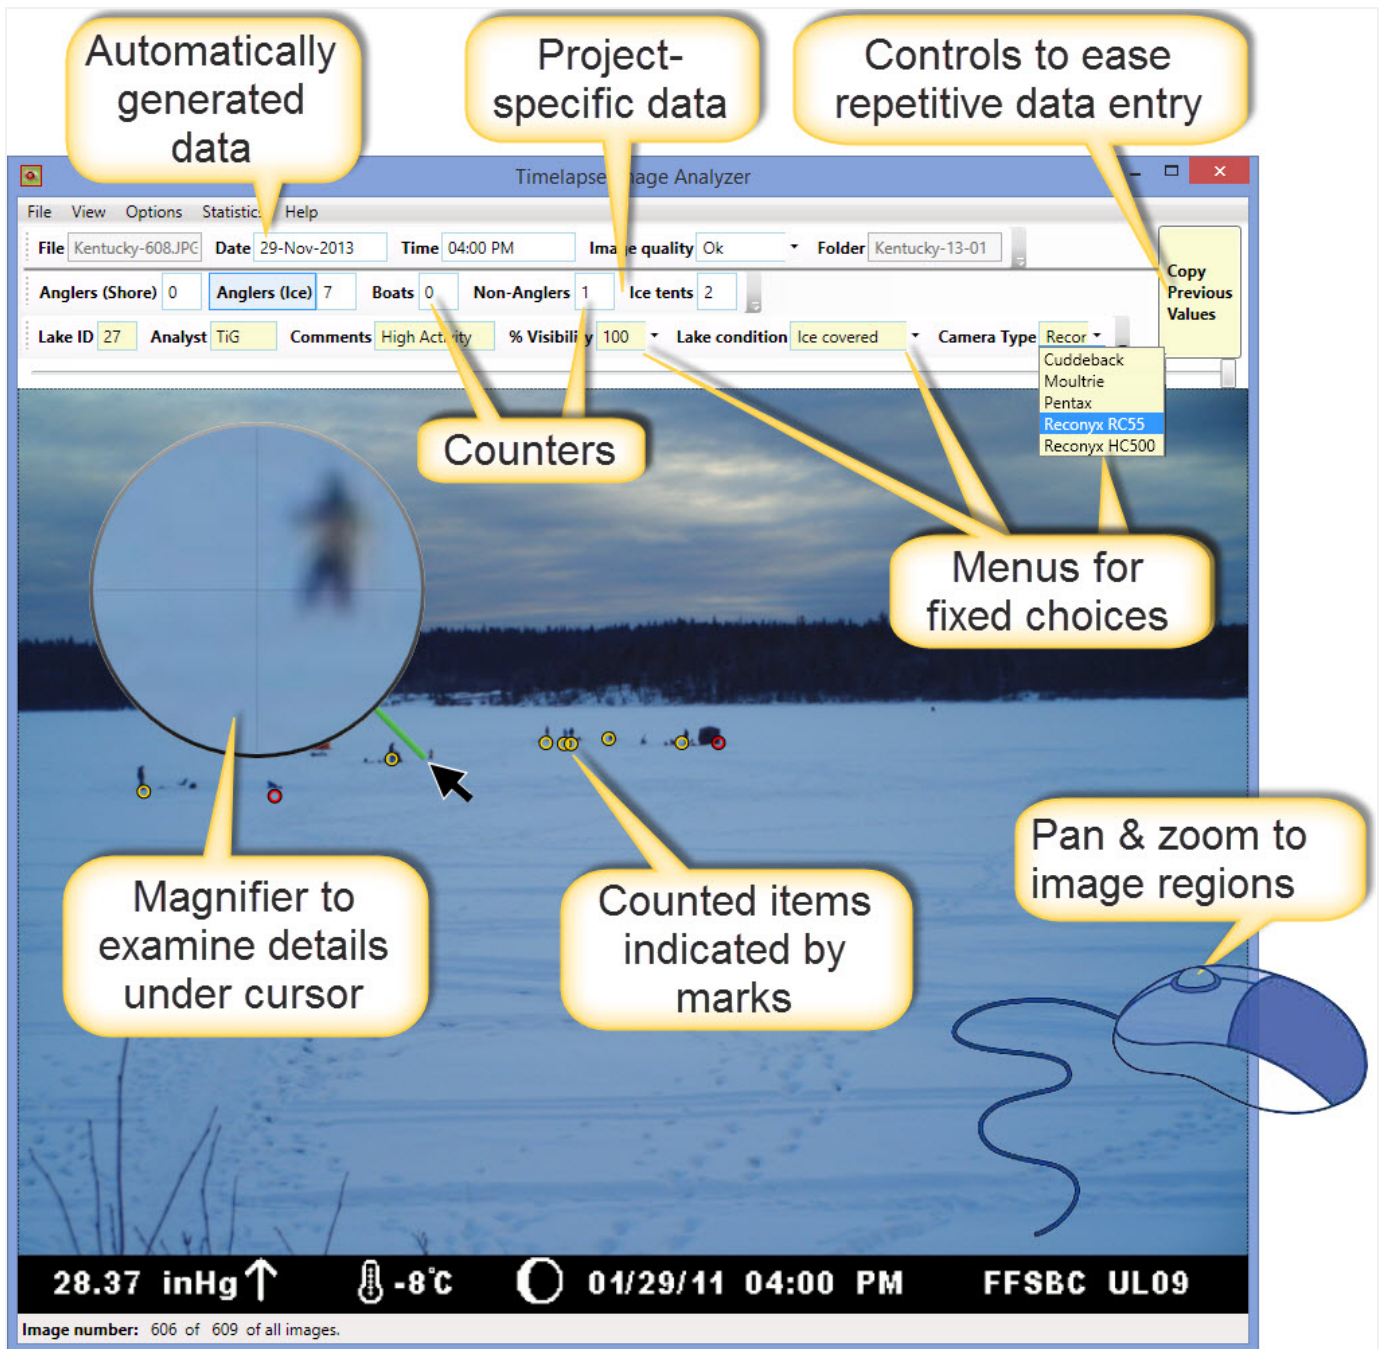 Automatically
generated
data
Project-
specific data
Controls to ease
repetitive data entry
Timelapse Image Analyzer
File View Options Statistics Help
File Kentucky-608.JPG Date 29-Nov-2013 Time 04:00 PM Image quality Ok Folder Kentucky-13-01
Anglers (Shore) 0 Anglers (Ice) 7 Boats 0 Non-Anglers 1 Ice tents 2
Copy
Previous
Values
Lake ID 27 Analyst TiG Comments High Activity % Visibility 100 Lake condition Ice covered Camera Type Recor
Cuddeback
Moultrie
Pentax
Reconyx RC55
Reconyx HC500
Counters
Menus for
fixed choices
Magnifier to
examine details
under cursor
Counted items
indicated by
marks
Pan & zoom to
image regions
28.37 inHg -8°C 01/29/11 04:00 PM FFSBC UL09
Image number: 606 of 609 of all images.